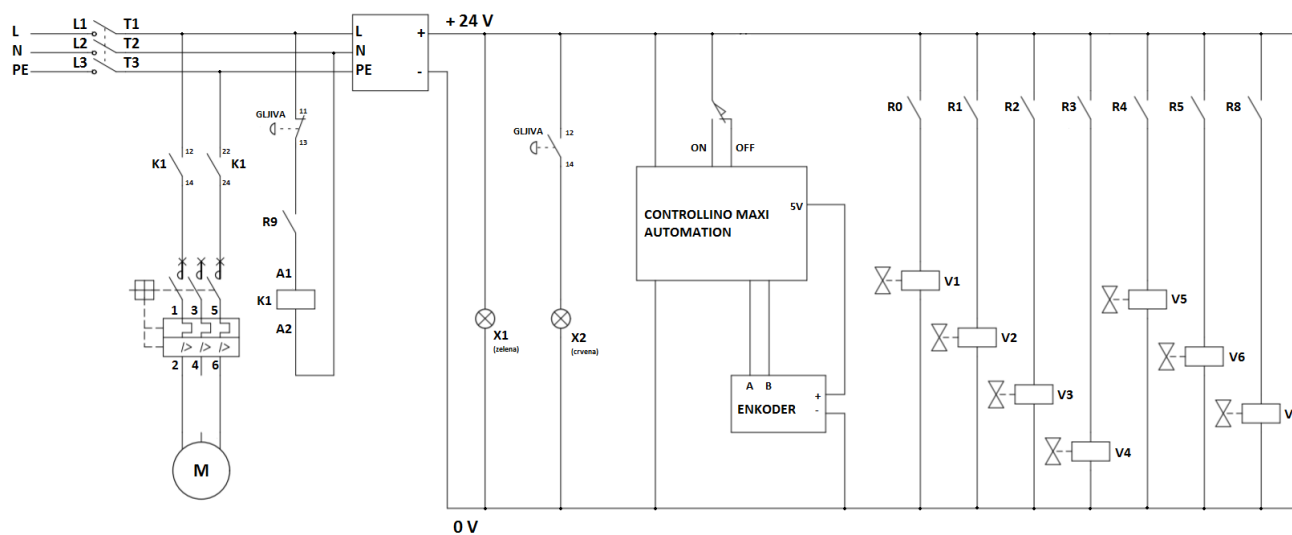 L L1 T1
N L2 T2
PE L3 T3
L +
N
PE -
+ 24 V
GLJIVA 11
13
K1 12
14
22 K1
24
R9
A1
K1
A2
1 3 5
2 4 6
M
X1
(zelena)
GLJIVA 12
14
X2
(crvena)
ON OFF
CONTROLLINO MAXI
AUTOMATION
5V
A B
ENKODER
+
-
R0 R1 R2 R3 R4 R5 R8
V1
V2
V3
V4
V5
V6
V
0 V